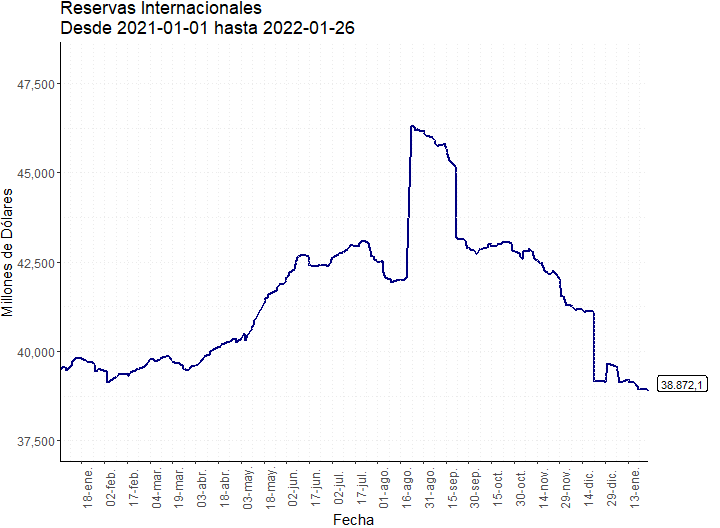 Reservas Internacionales
Desde 2021-01-01 hasta 2022-01-26
Millones de Dólares
47,500
45,000
42,500
40,000
37,500
38.872,1
18-ene.
02-feb.
17-feb.
04-mar.
19-mar.
03-abr.
18-abr.
03-may.
18-may.
02-jun.
17-jun.
02-jul.
17-jul.
01-ago.
16-ago.
31-ago.
15-sep.
30-sep.
15-oct.
30-oct.
14-nov.
29-nov.
14-dic.
29-dic.
13-ene.
Fecha